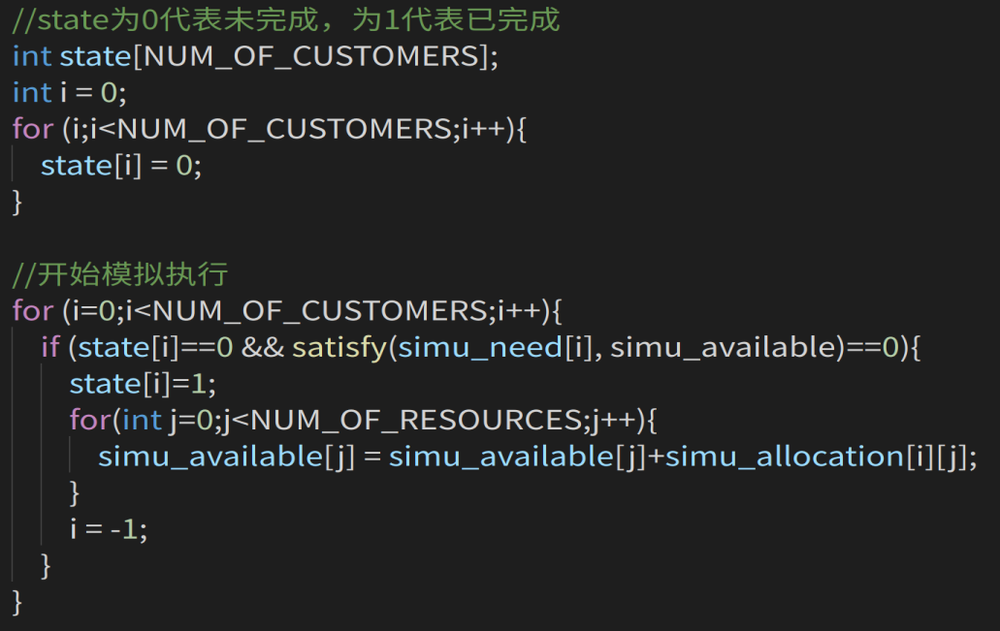 //state为0代表未完成，为1代表已完成
int state[NUM_OF_CUSTOMERS];
int i = 0;
for (i;i<NUM_OF_CUSTOMERS;i++){
state[i] = 0;
}
//开始模拟执行
for (i=0;i<NUM_OF_CUSTOMERS;i++){
if (state[i]==0 && satisfy(simu_need[i], simu_available)==0){
state[i]=1;
for(int j=0;j<NUM_OF_RESOURCES;j++){
simu_available[j] = simu_available[j]+simu_allocation[i][j];
}
i = -1;
}
}